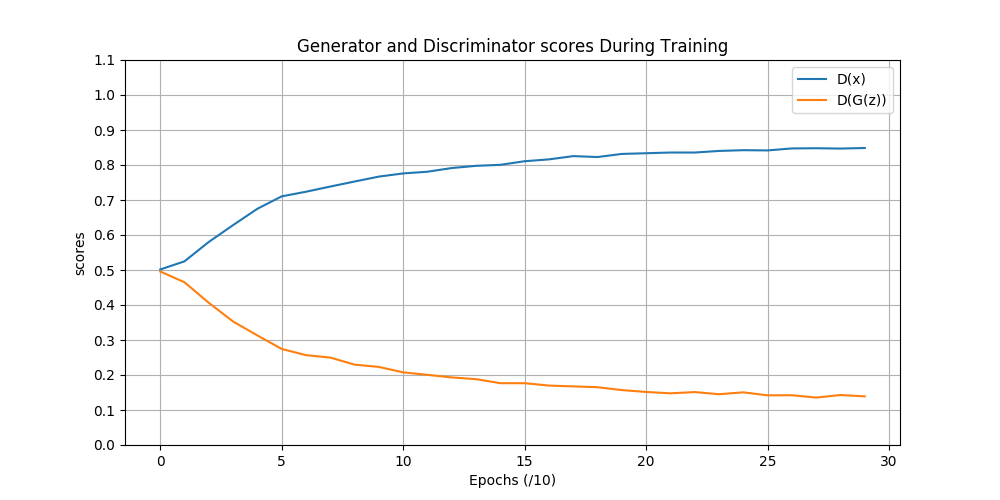 Generator and Discriminator scores During Training
1.1
1.0
0.9
0.8
0.7
0.6
0.5
0.4
0.3
0.2
0.1
0.0
scores
D(x)
D(G(z))
0 5 10 15 20 25 30
Epochs (/10)